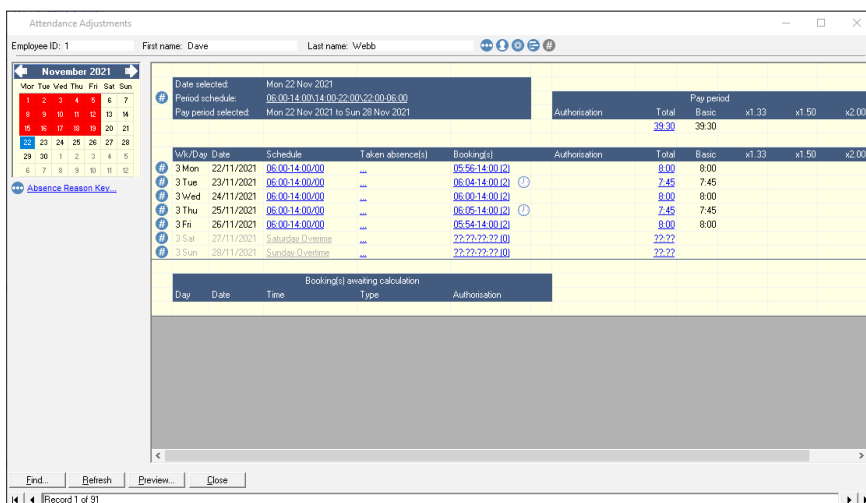 Attendance Adjustments
Employee ID: 1 First name: Dave Last name: Webb
November 2021
Mon Tue Wed Thu Fri Sat Sun
1 2 3 4 5 6 7
8 9 10 11 12 13 14
15 16 17 18 19 20 21
22 23 24 25 26 27 28
29 30 1 2 3 4 5
6 7 8 9 10 11 12
Absence Reason Key...
Date selected: Mon 22 Nov 2021
# Period schedule: 06:00-14:00\14:00-22:00\22:00-06:00 Pay period
Pay period selected: Mon 22 Nov 2021 to Sun 28 Nov 2021 Authorisation Total Basic x1.33 x1.50 x2.00
39:30 39:30
Wk/Day Date Schedule Taken absence(s) Booking(s) Authorisation Total Basic x1.33 x1.50 x2.00
# 3 Mon 22/11/2021 06:00-14:00/00 ... 05:56-14:00 (2) 8:00 8:00
# 3 Tue 23/11/2021 06:00-14:00/00 ... 06:04-14:00 (2) 7:45 7:45
# 3 Wed 24/11/2021 06:00-14:00/00 ... 06:00-14:00 (2) 8:00 8:00
# 3 Thu 25/11/2021 06:00-14:00/00 ... 06:05-14:00 (2) 7:45 7:45
# 3 Fri 26/11/2021 06:00-14:00/00 ... 05:54-14:00 (2) 8:00 8:00
# 3 Sat 27/11/2021 Saturday Overtime ... ??:??-??:?? (0) ??:??
# 3 Sun 28/11/2021 Sunday Overtime ... ??:??-??:?? (0) ??:??
Booking(s) awaiting calculation
Day Date Time Type Authorisation
Find... Refresh Preview... Close
Record 1 of 91